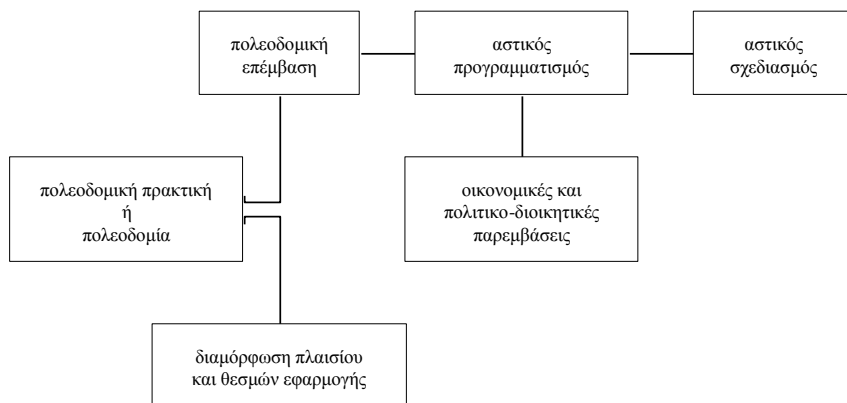 πολεοδομική
επέμβαση
αστικός
προγραμματισμός
αστικός
σχεδιασμός
πολεοδομική πρακτική
ή
πολεοδομία
οικονομικές και
πολιτικο-διοικητικές
παρεμβάσεις
διαμόρφωση πλαισίου
και θεσμών εφαρμογής